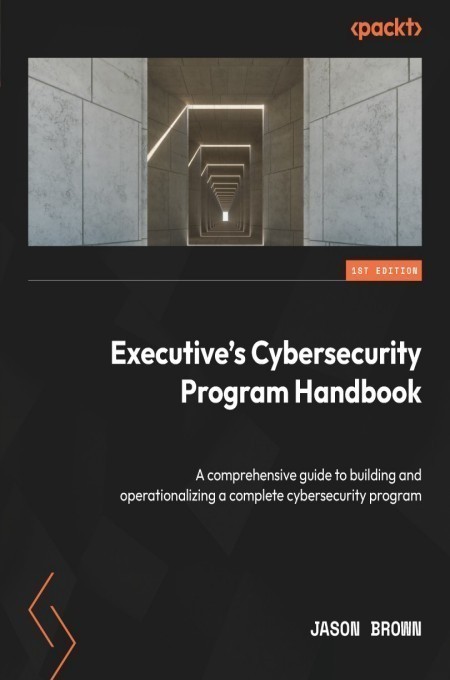 <packt>
1ST EDITION
Executive's Cybersecurity
Program Handbook
A comprehensive guide to building and
operationalizing a complete cybersecurity program
JASON BROWN